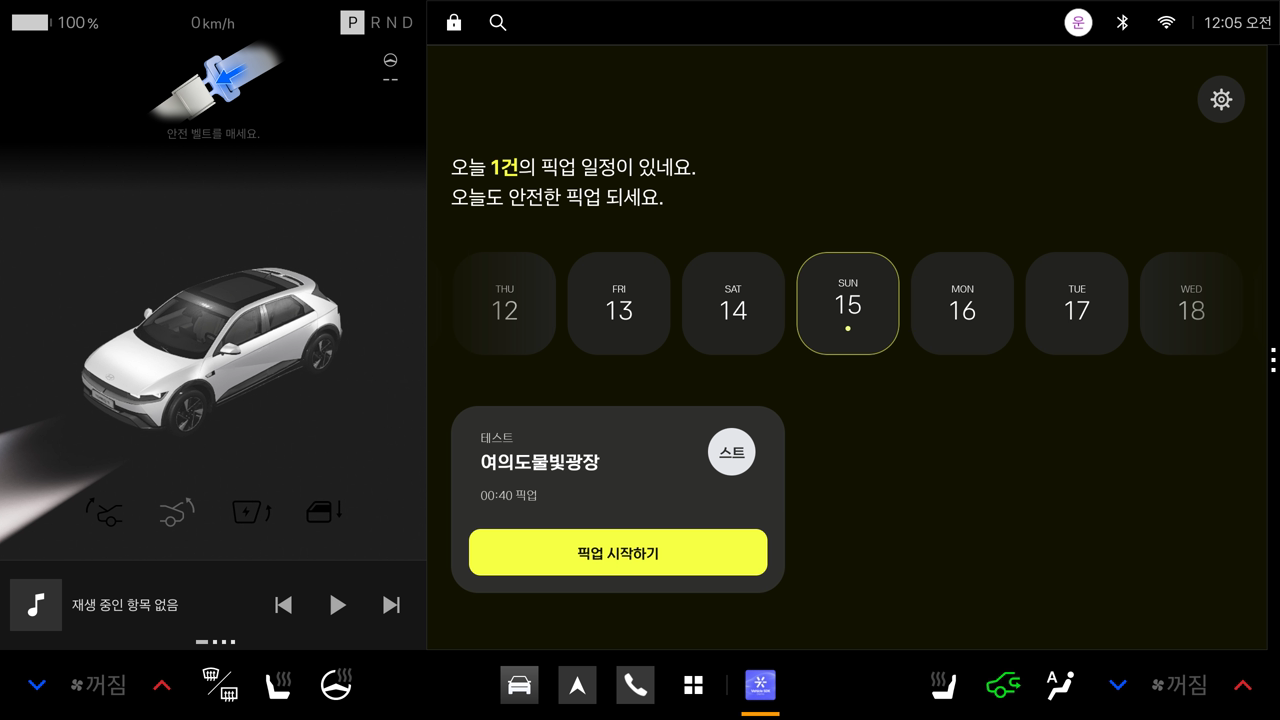 100%
0 km/h
P R N D
안전 벨트를 매세요.
--
재생 중인 항목 없음
운
12:05 오전
오늘 1건의 픽업 일정이 있네요.
오늘도 안전한 픽업 되세요.
THU
12
FRI
13
SAT
14
SUN
15
MON
16
TUE
17
WED
18
테스트
여의도물빛광장
스트
00:40 픽업
픽업 시작하기
꺼짐
A
꺼짐